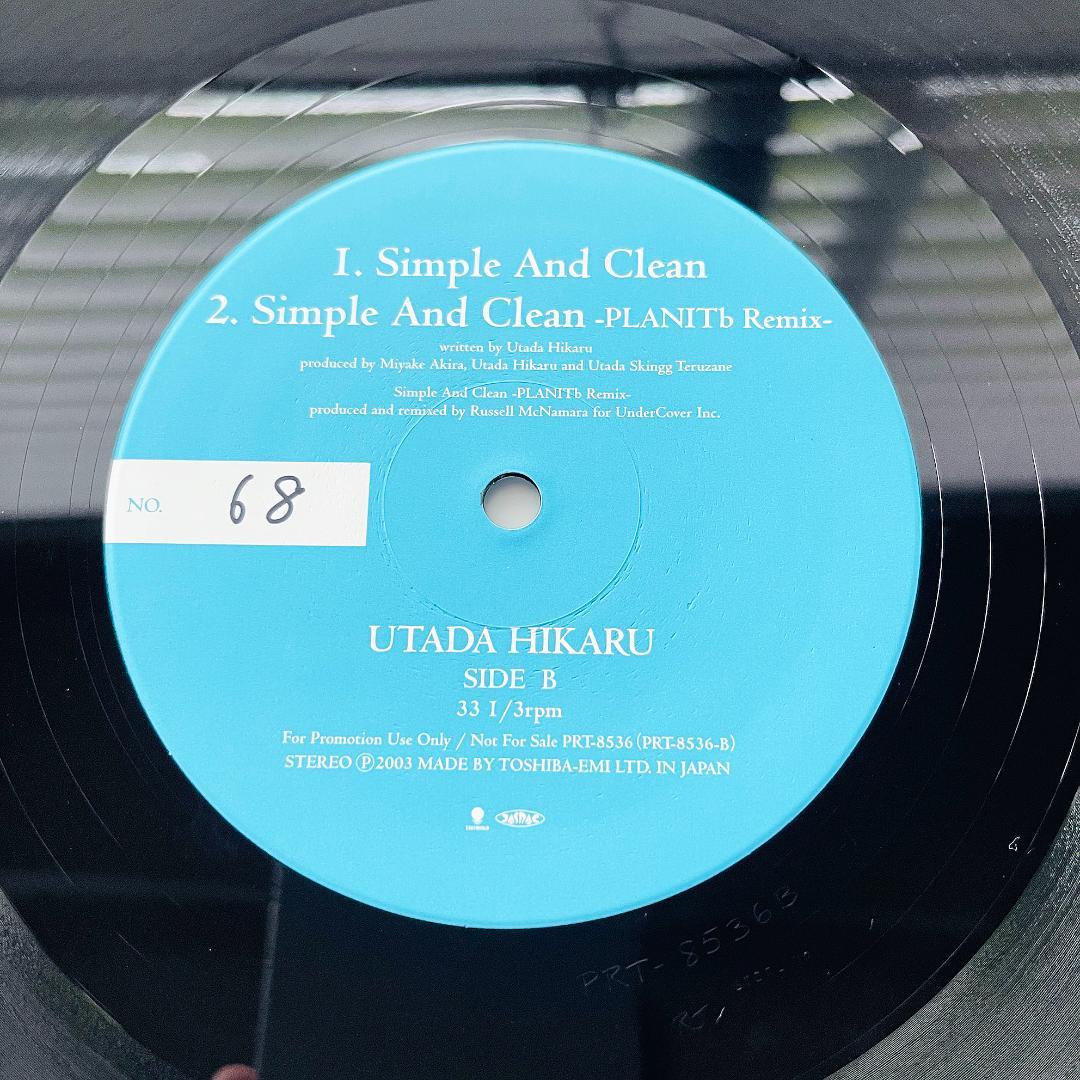 1. Simple And Clean
2. Simple And Clean -PLANITb Remix-
written by Utada Hikaru
produced by Miyake Akira, Utada Hikaru and Utada Skingg Teruzane
Simple And Clean -PLANITb Remix-
produced and remixed by Russell McNamara for UnderCover Inc.
NO. 68
UTADA HIKARU
SIDE B
33 1/3rpm
For Promotion Use Only / Not For Sale PRT-8536 (PRT-8536-B)
STEREO Ⓟ2003 MADE BY TOSHIBA-EMI LTD. IN JAPAN
JASRAC
PRT-8536B